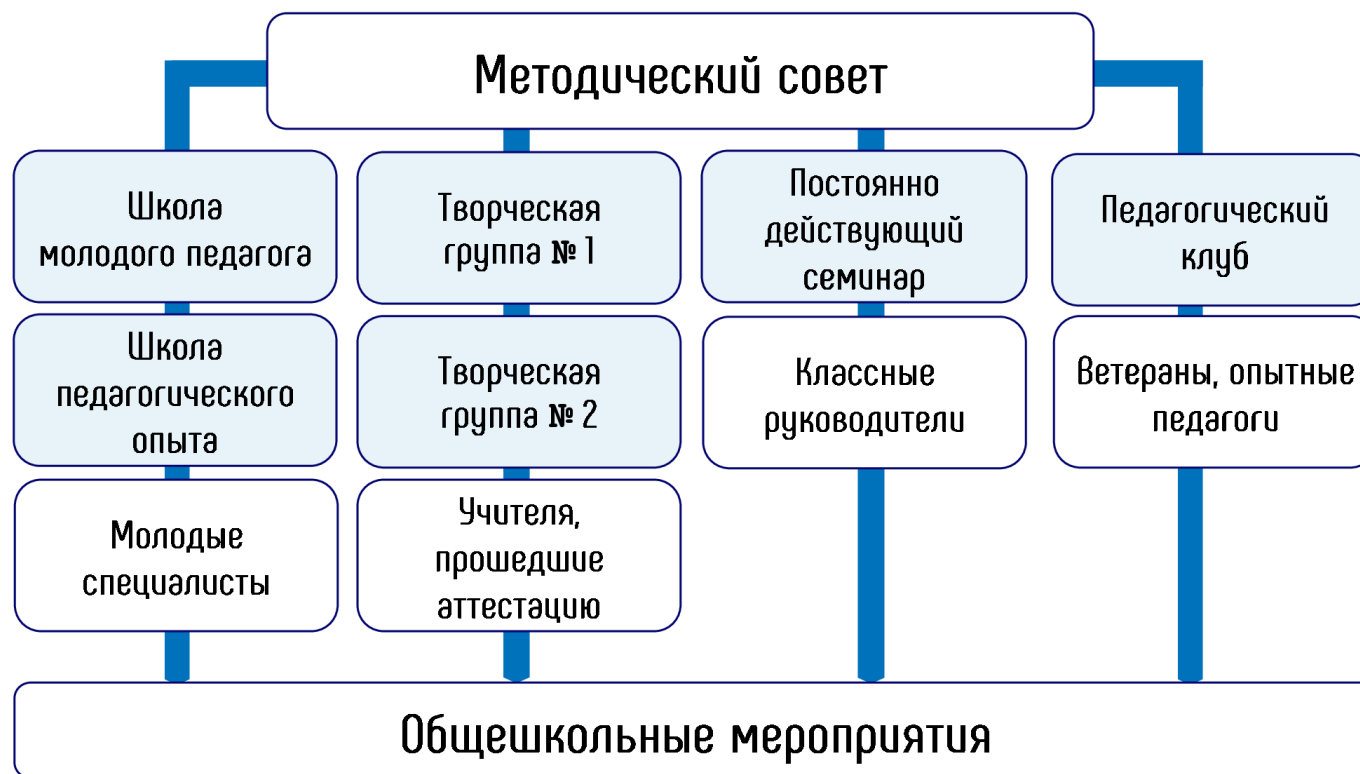 Методический совет
Школа
молодого педагога
Творческая
группа № 1
Постоянно
действующий
семинар
Педагогический
клуб
Школа
педагогического
опыта
Творческая
группа № 2
Классные
руководители
Ветераны, опытные
педагоги
Молодые
специалисты
Учителя,
прошедшие
аттестацию
Общешкольные мероприятия